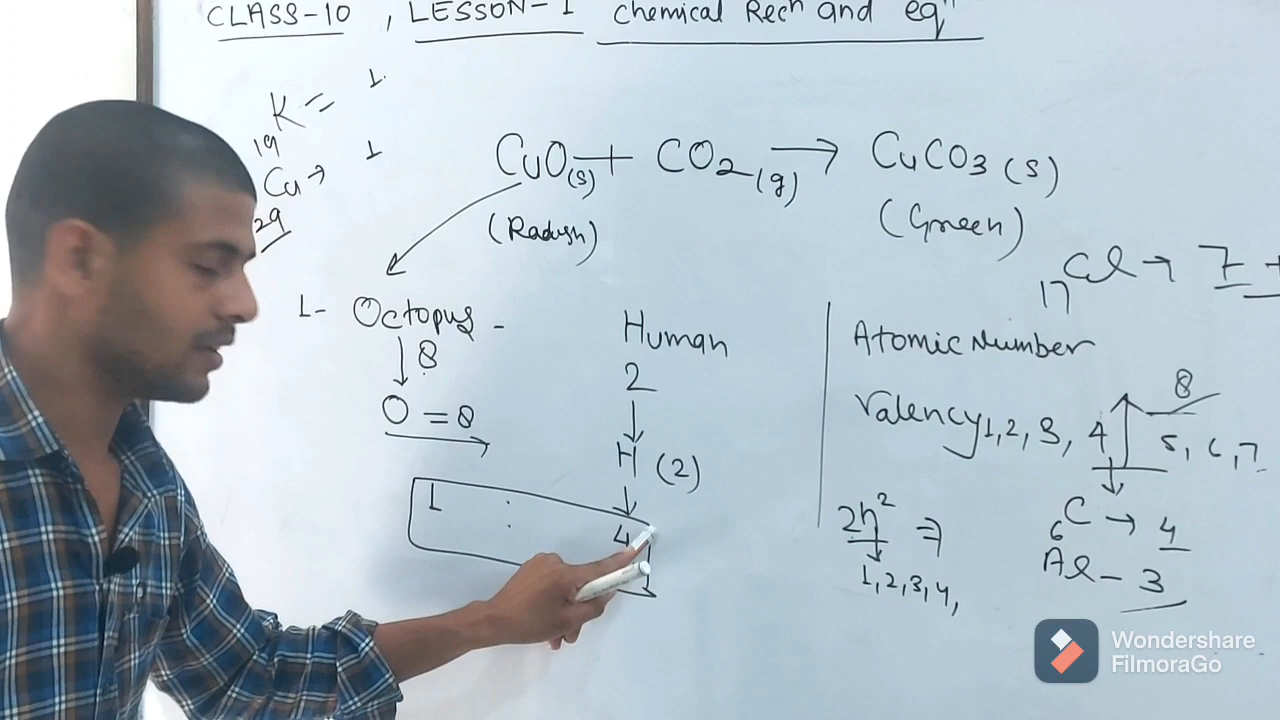 CLASS-10, LESSON-1 Chemical Recn and eqn
K = 1
19
Cu → 1
29
CuO(s) + CO2(g) → CuCO3(s)
(Radush)
(Green)
17Cl → 7 +
1- Octopus -
↓ 8
O = 8
Human
2
↓
H (2)
↓
1 : 4
1
Atomic Number
Valency 1, 2, 3, 4
8
5, 6, 7
2n² ⇒
1, 2, 3, 4,
6C → 4
Al - 3
Wondershare
FilmoraGo